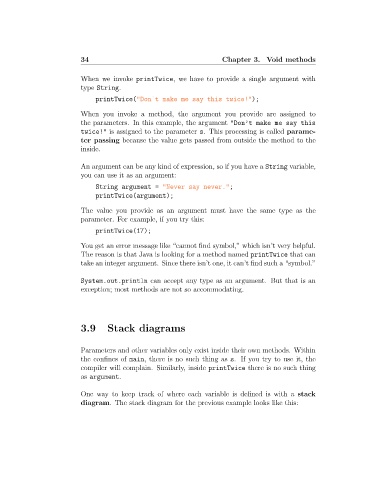 34 Chapter 3. Void methods
When we invoke printTwice, we have to provide a single argument with
type String.
printTwice("Don't make me say this twice!");
When you invoke a method, the argument you provide are assigned to
the parameters. In this example, the argument "Don't make me say this
twice!" is assigned to the parameter s. This processing is called parame-
ter passing because the value gets passed from outside the method to the
inside.
An argument can be any kind of expression, so if you have a String variable,
you can use it as an argument:
String argument = "Never say never.";
printTwice(argument);
The value you provide as an argument must have the same type as the
parameter. For example, if you try this:
printTwice(17);
You get an error message like “cannot find symbol,” which isn’t very helpful.
The reason is that Java is looking for a method named printTwice that can
take an integer argument. Since there isn’t one, it can’t find such a “symbol.”
System.out.println can accept any type as an argument. But that is an
exception; most methods are not so accommodating.
3.9 Stack diagrams
Parameters and other variables only exist inside their own methods. Within
the confines of main, there is no such thing as s. If you try to use it, the
compiler will complain. Similarly, inside printTwice there is no such thing
as argument.
One way to keep track of where each variable is defined is with a stack
diagram. The stack diagram for the previous example looks like this: